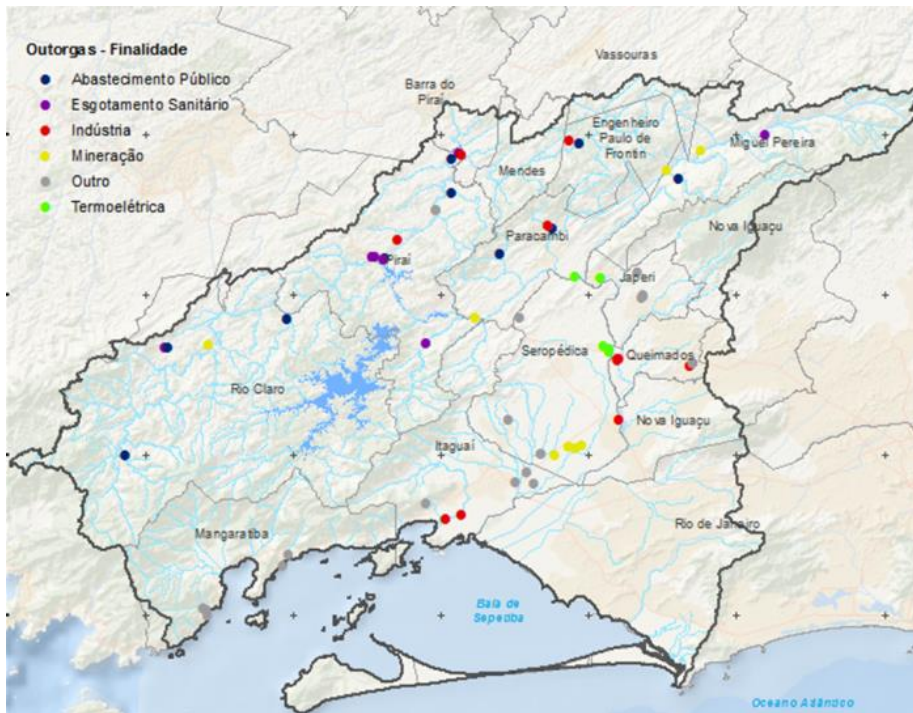 Outorgas - Finalidade
Abastecimento Público
Esgotamento Sanitário
Indústria
Mineração
Outro
Termoelétrica
Vassouras
Barra do
Piraí
Engenheiro
Paulo de
Frontin
Miguel Pereira
Mendes
Nova Iguaçu
Paracambi
Piraí
Japeri
Seropédica
Queimados
Rio Claro
Nova Iguaçu
Itaguaí
Rio de Janeiro
Mangaratiba
Baía de
Sepetiba
Oceano Atlântico